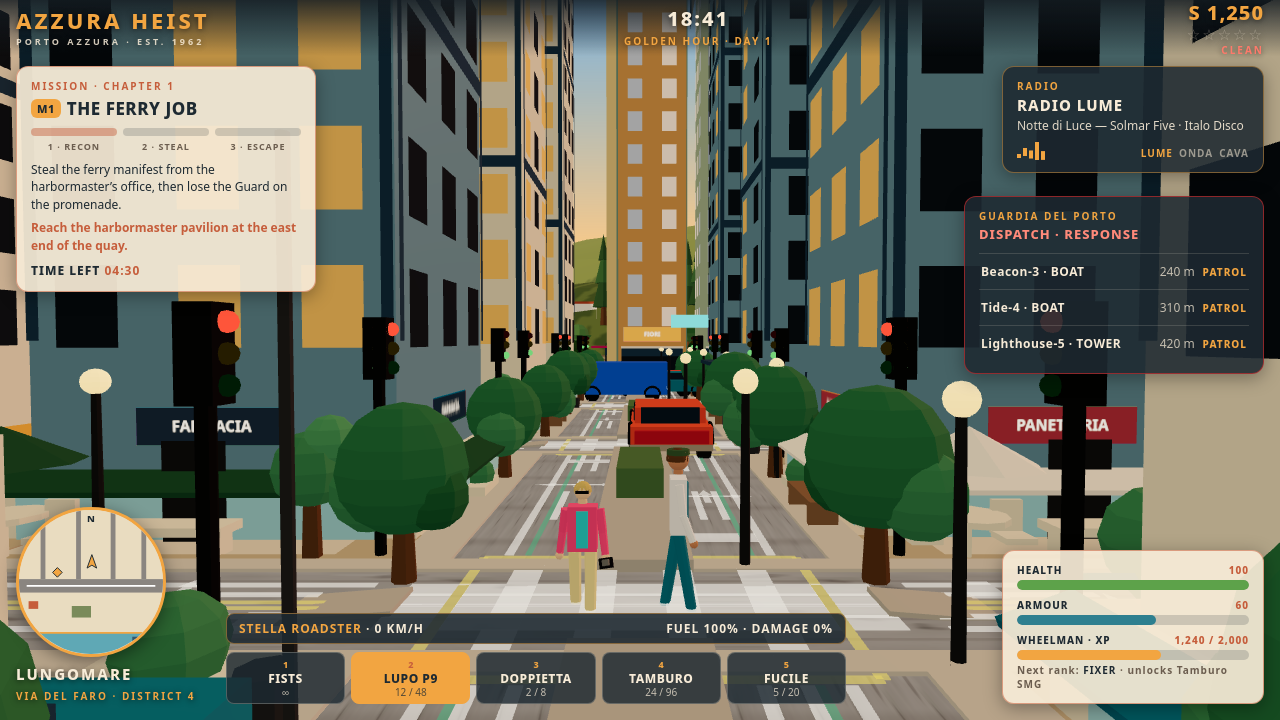 AZZURA HEIST
PORTO AZZURA · EST. 1962
18:41
GOLDEN HOUR · DAY 1
$ 1,250
☆☆☆☆☆
CLEAN
MISSION · CHAPTER 1
M1 THE FERRY JOB
1 · RECON 2 · STEAL 3 · ESCAPE
Steal the ferry manifest from the
harbormaster's office, then lose the Guard on
the promenade.
Reach the harbormaster pavilion at the east
end of the quay.
TIME LEFT 04:30
RADIO
RADIO LUME
Notte di Luce — Solmar Five · Italo Disco
LUME ONDA CAVA
GUARDIA DEL PORTO
DISPATCH · RESPONSE
Beacon-3 · BOAT 240 m PATROL
Tide-4 · BOAT 310 m PATROL
Lighthouse-5 · TOWER 420 m PATROL
FIORI
N
LUNGOMARE
VIA DEL FARO · DISTRICT 4
STELLA ROADSTER · 0 KM/H FUEL 100% · DAMAGE 0%
1
FISTS
∞
2
LUPO P9
12 / 48
3
DOPPIETTA
2 / 8
4
TAMBURO
24 / 96
5
FUCILE
5 / 20
HEALTH 100
ARMOUR 60
WHEELMAN · XP 1,240 / 2,000
Next rank: FIXER · unlocks Tamburo
SMG